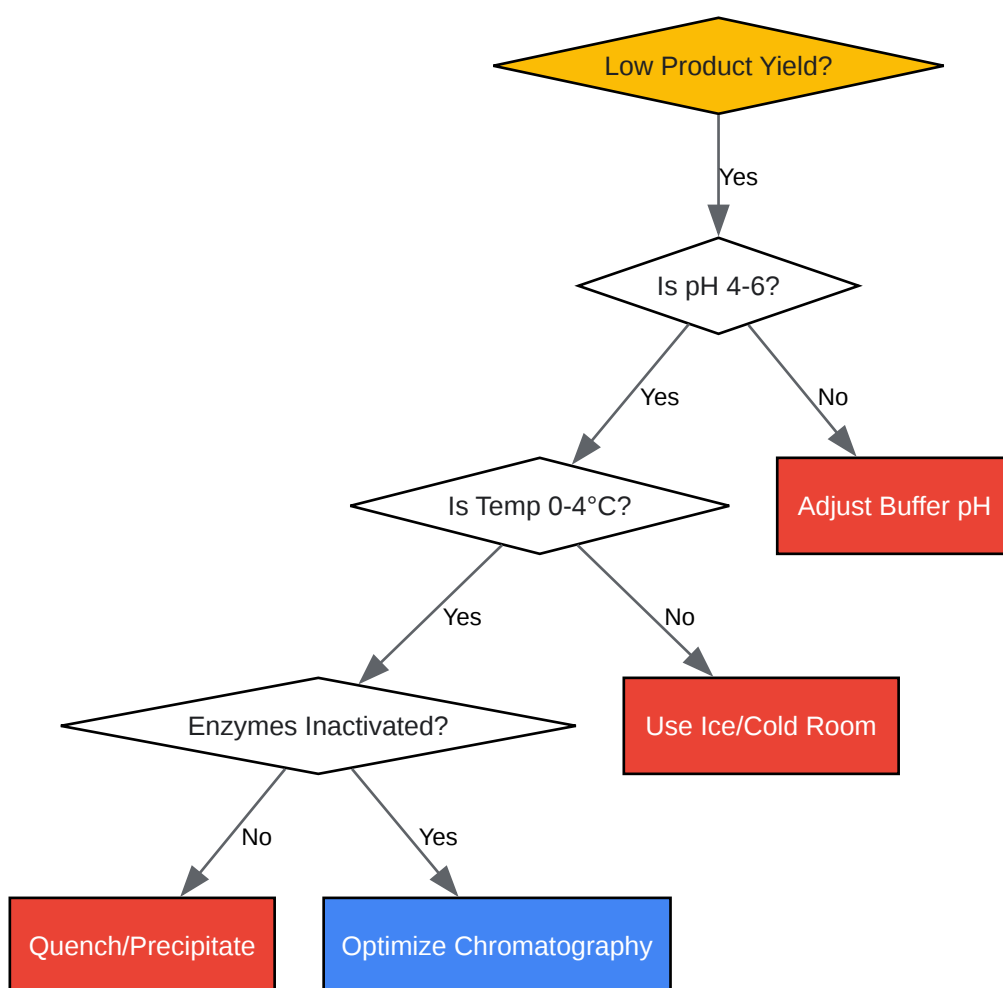 Low Product Yield?
Yes
Is pH 4-6?
Yes
No
Is Temp 0-4°C?
Adjust Buffer pH
Yes
No
Enzymes Inactivated?
Use Ice/Cold Room
No
Yes
Quench/Precipitate
Optimize Chromatography